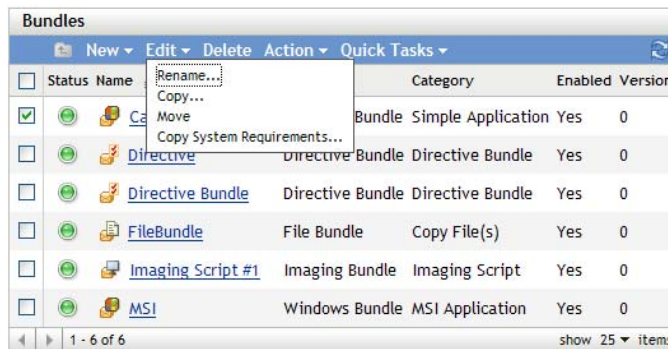 Bundles
New Edit Delete Action Quick Tasks
Status Name Category Enabled Version
Rename...
Copy...
Move
Copy System Requirements...
Bundle Simple Application Yes 0
Directive Directive Bundle Directive Bundle Yes 0
Directive Bundle Directive Bundle Directive Bundle Yes 0
FileBundle File Bundle Copy File(s) Yes 0
Imaging Script #1 Imaging Bundle Imaging Script Yes 0
MSI Windows Bundle MSI Application Yes 0
1 - 6 of 6 show 25 items